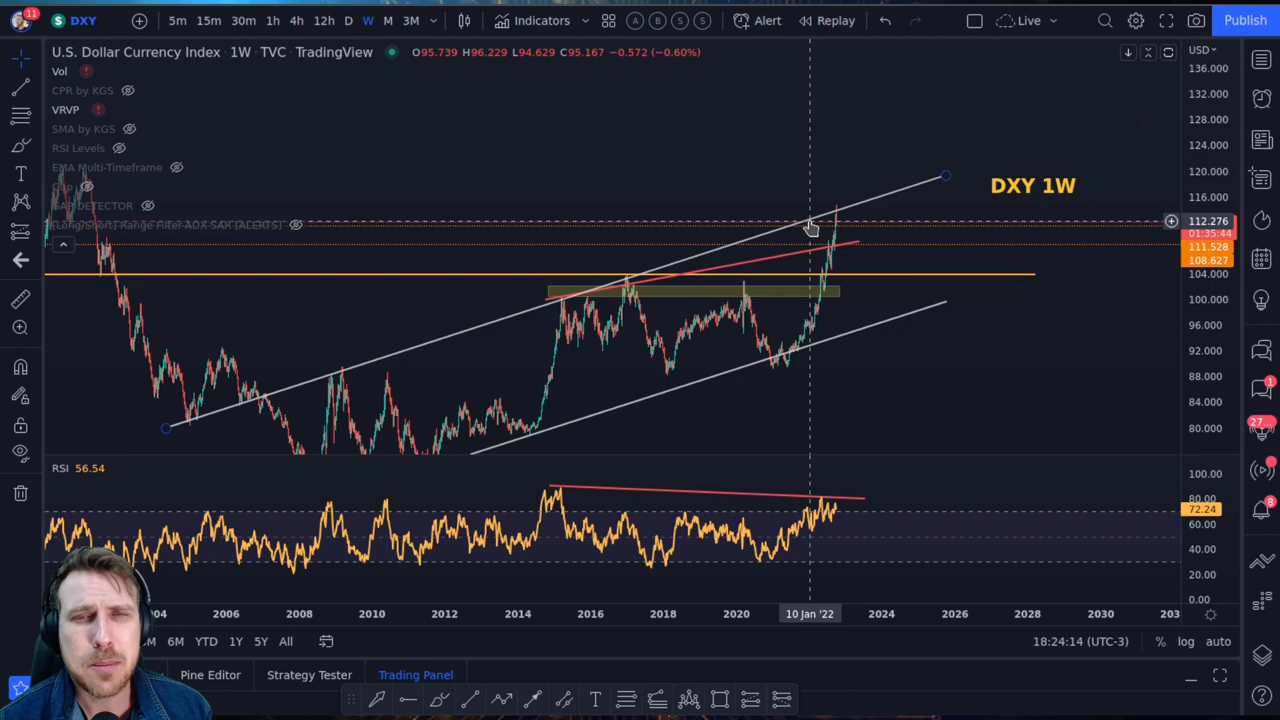 11 DXY 5m 15m 30m 1h 4h 12h D W M 3M Indicators A B S S Alert Replay Live Publish
U.S. Dollar Currency Index · 1W · TVC · TradingView O95.739 H96.229 L94.629 C95.167 −0.572 (−0.60%) USD
Vol
CPR by KGS
VRVP
SMA by KGS
RSI Levels
EMA Multi-Timeframe
Gap
SAR DETECTOR
[Long/Short] Range Filter-ADX-SAR [ALERTS]
DXY 1W
136.000
132.000
128.000
124.000
120.000
116.000
112.276
01:35:44
111.528
108.627
104.000
100.000
96.000
92.000
88.000
84.000
80.000
RSI 56.54
100.00
80.00
72.24
60.00
40.00
20.00
0.00
04 2006 2008 2010 2012 2014 2016 2018 2020 10 Jan '22 2024 2026 2028 2030 203
M 6M YTD 1Y 5Y All 18:24:14 (UTC-3) % log auto
Pine Editor Strategy Tester Trading Panel
1
27...
8